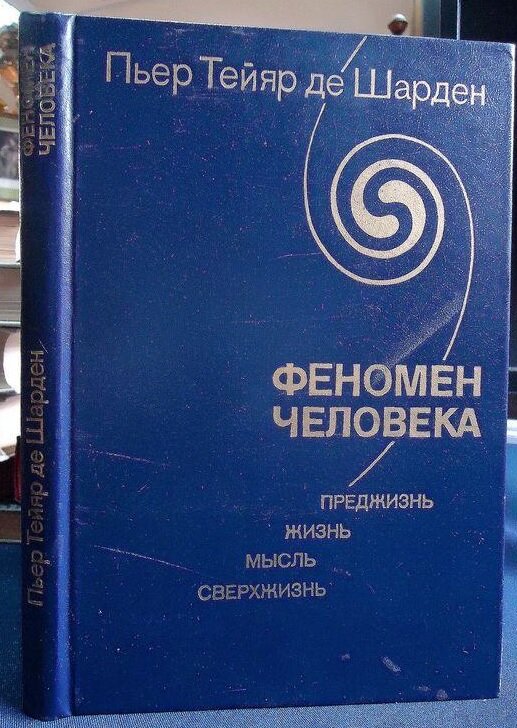 Пьер Тейяр де Шарден
ФЕНОМЕН
ЧЕЛОВЕКА
ПРЕДЖИЗНЬ
ЖИЗНЬ
МЫСЛЬ
СВЕРХЖИЗНЬ
ФЕНОМЕН
ЧЕЛОВЕКА
Пьер Тейяр де Шарден